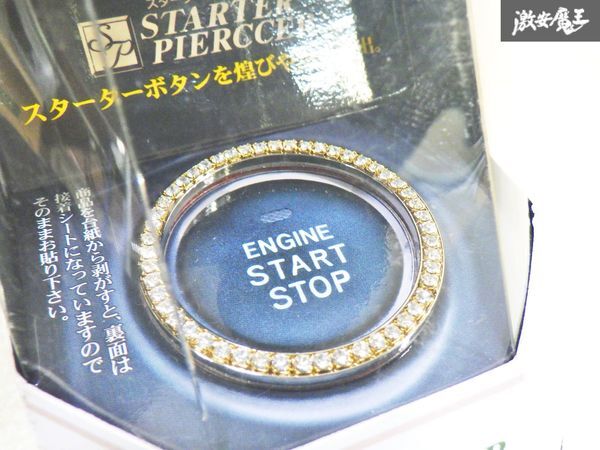 激安魔王
SP
STARTER
PIERCCE
スターターボタンを煌びや
商品を台紙から剥がすと、裏面は
接着シートになっていますので
そのままお貼り下さい。
ENGINE
START
STOP